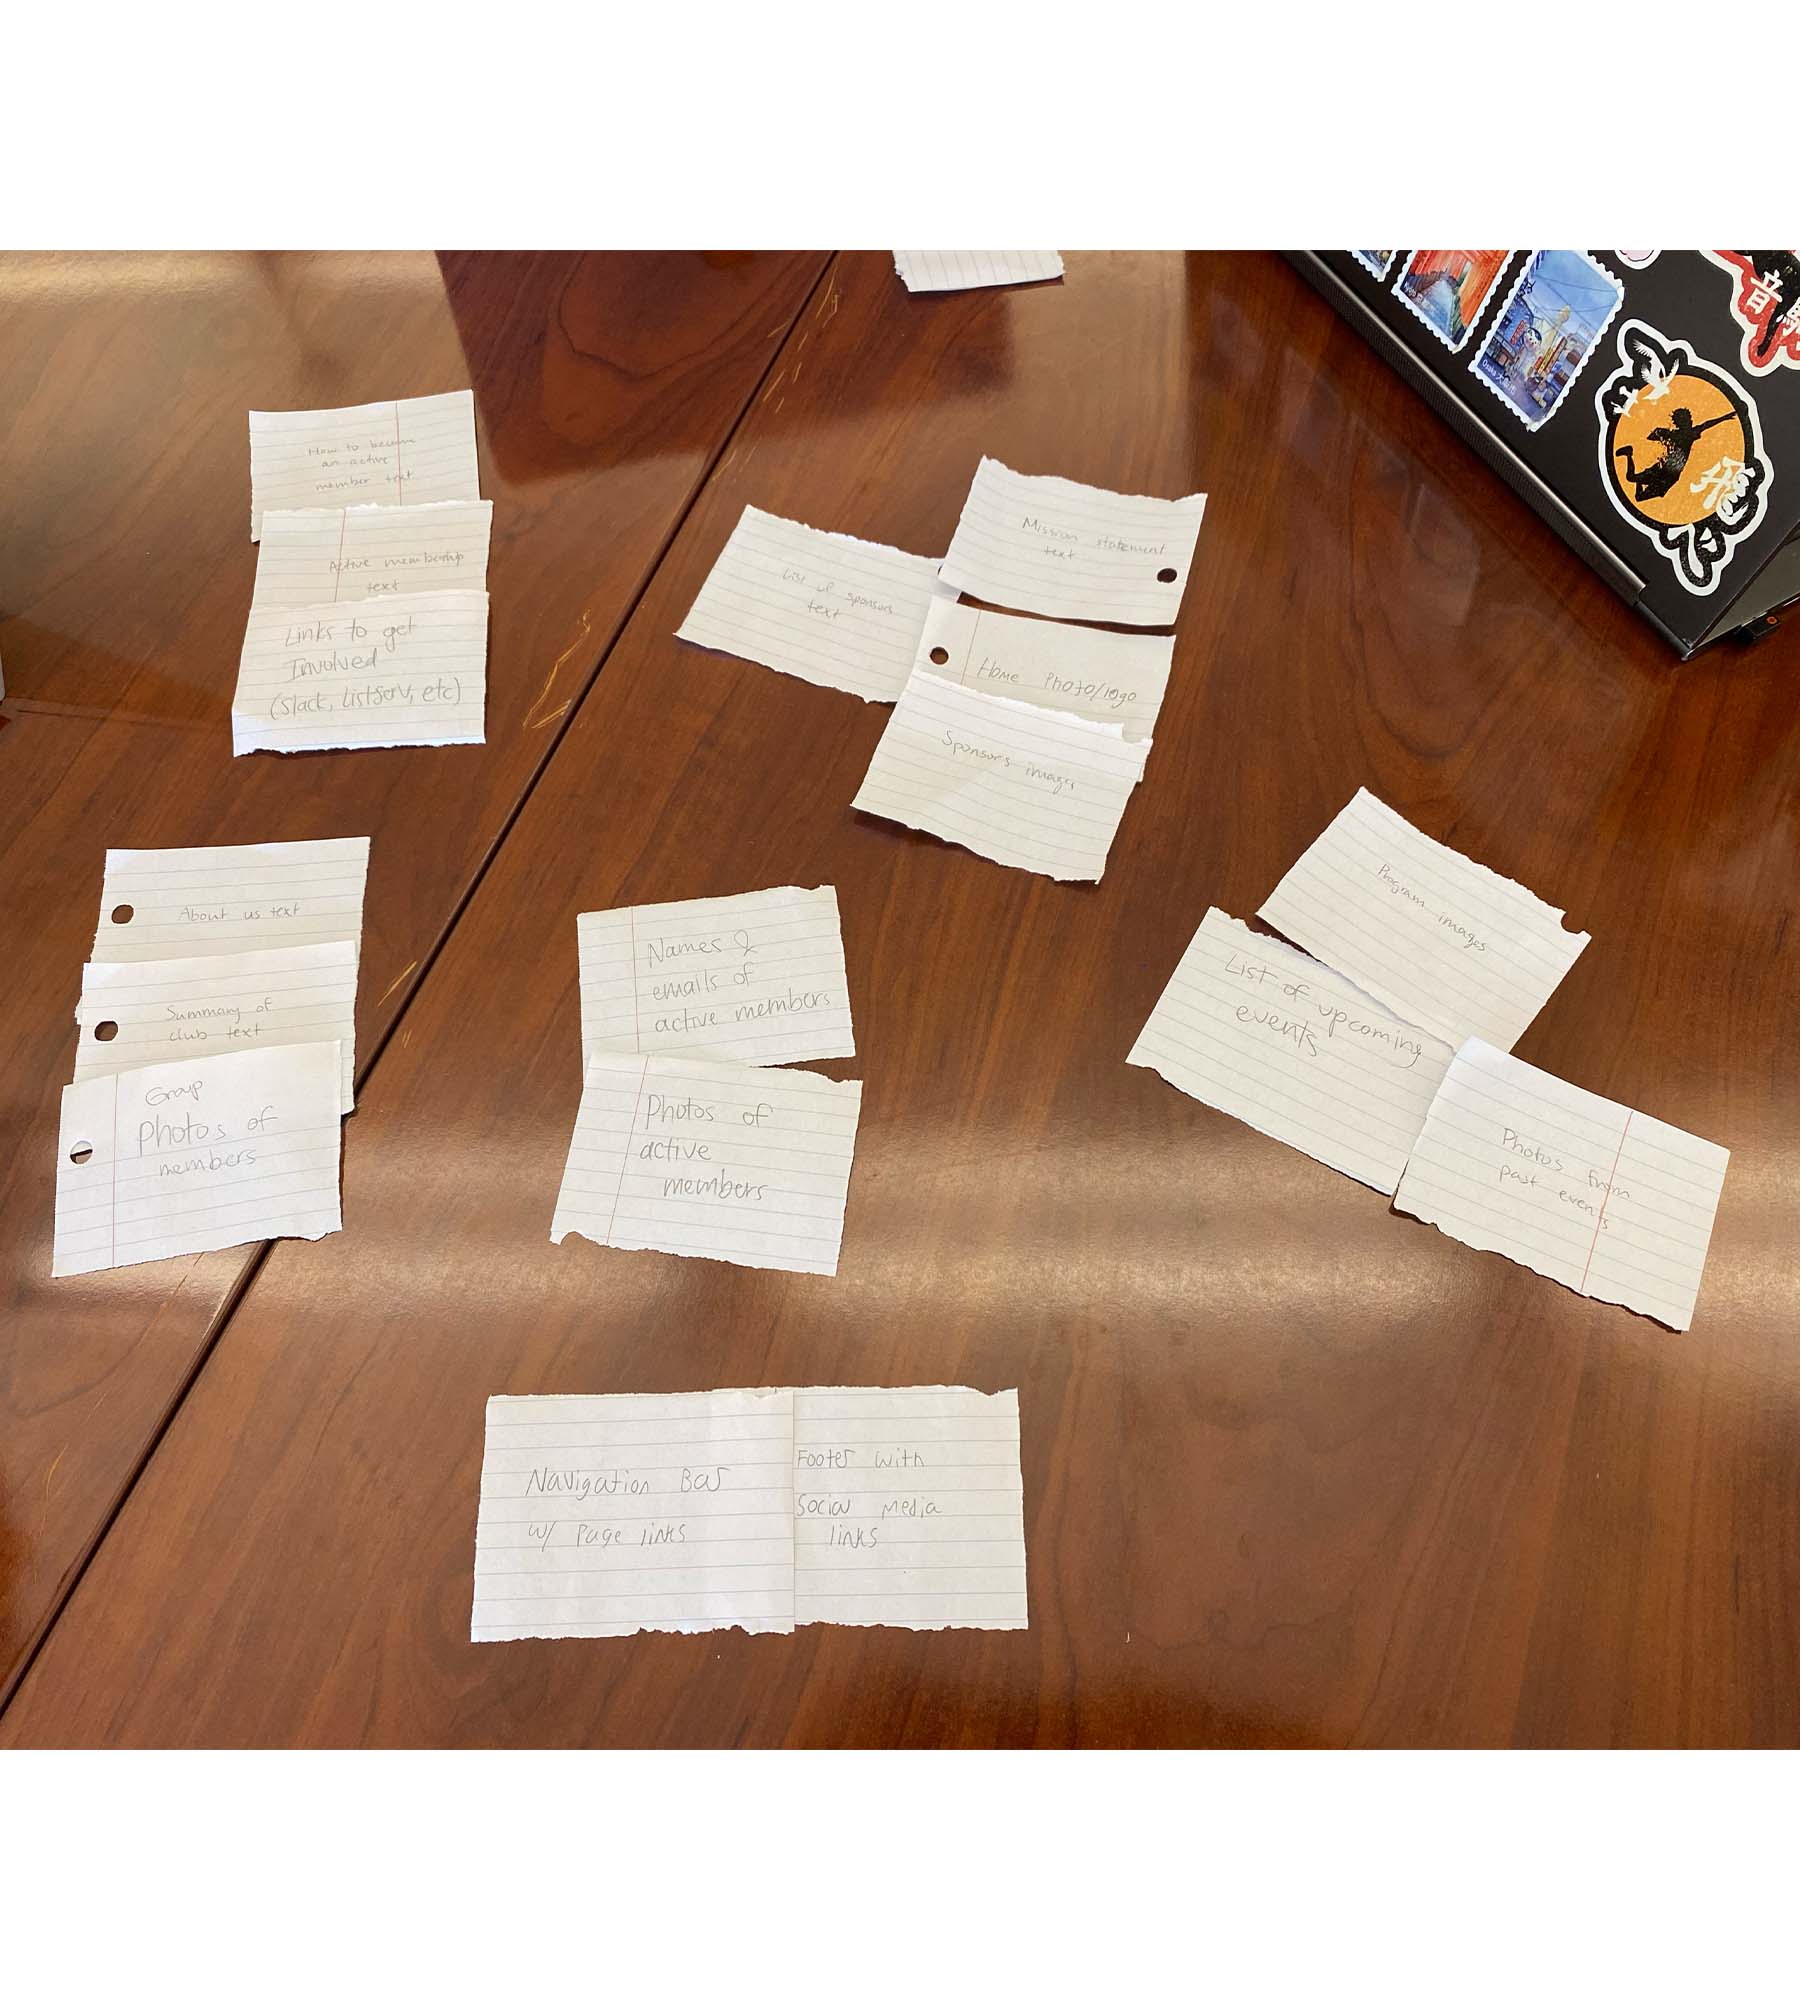 How to become
an active
member text
Active membership
text
Links to get
Involved
(Slack, Listserv, etc)
Mission statement
text
List of sponsors
text
Home Photo/logo
Sponsors images
About us text
Summary of
club text
Group
photos of
members
Names &
emails of
active members
Photos of
active
members
Program images
List of upcoming
events
Photos from
past events
Navigation Bar
w/ Page links
Footer with
Social Media
links
Osaka
音
飛